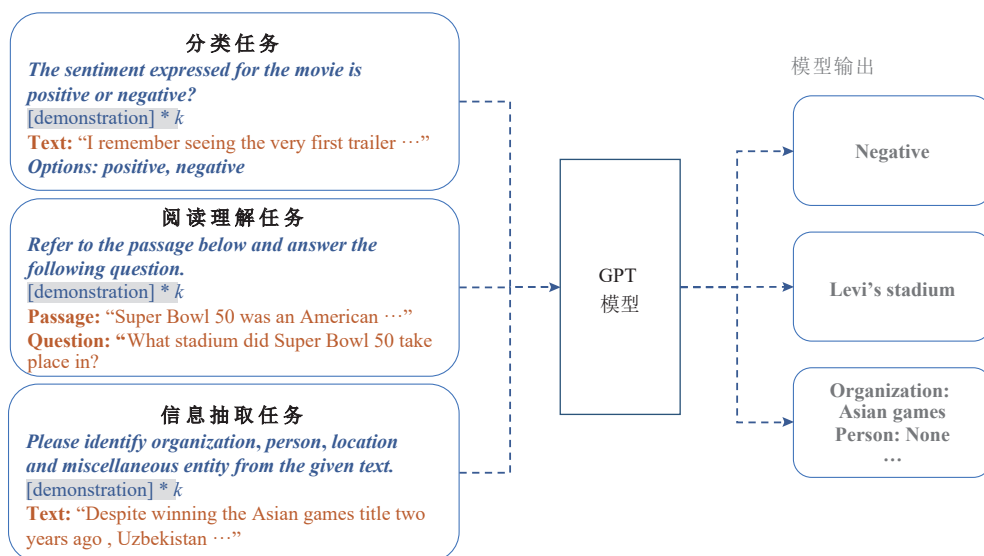 分类任务
The sentiment expressed for the movie is
positive or negative?
[demonstration] * k
Text: “I remember seeing the very first trailer ⋯”
Options: positive, negative
阅读理解任务
Refer to the passage below and answer the
following question.
[demonstration] * k
Passage: “Super Bowl 50 was an American ⋯”
Question: “What stadium did Super Bowl 50 take
place in?
信息抽取任务
Please identify organization, person, location
and miscellaneous entity from the given text.
[demonstration] * k
Text: “Despite winning the Asian games title two
years ago , Uzbekistan ⋯”
GPT
模型
模型输出
Negative
Levi’s stadium
Organization:
Asian games
Person: None
…